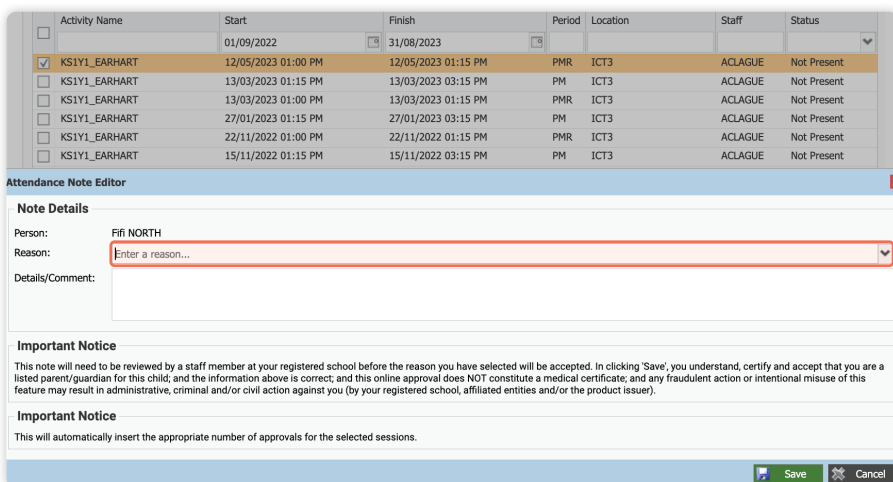 Activity Name Start Finish Period Location Staff Status
01/09/2022 31/08/2023
KS1Y1_EARHART 12/05/2023 01:00 PM 12/05/2023 01:15 PM PMR ICT3 ACLAGUE Not Present
KS1Y1_EARHART 13/03/2023 01:15 PM 13/03/2023 03:15 PM PM ICT3 ACLAGUE Not Present
KS1Y1_EARHART 13/03/2023 01:00 PM 13/03/2023 01:15 PM PMR ICT3 ACLAGUE Not Present
KS1Y1_EARHART 27/01/2023 01:15 PM 27/01/2023 03:15 PM PM ICT3 ACLAGUE Not Present
KS1Y1_EARHART 22/11/2022 01:00 PM 22/11/2022 01:15 PM PMR ICT3 ACLAGUE Not Present
KS1Y1_EARHART 15/11/2022 01:15 PM 15/11/2022 03:15 PM PM ICT3 ACLAGUE Not Present
Attendance Note Editor
Note Details
Person: Fifi NORTH
Reason: Enter a reason...
Details/Comment:
Important Notice
This note will need to be reviewed by a staff member at your registered school before the reason you have selected will be accepted. In clicking 'Save', you understand, certify and accept that you are a
listed parent/guardian for this child; and the information above is correct; and this online approval does NOT constitute a medical certificate; and any fraudulent action or intentional misuse of this
feature may result in administrative, criminal and/or civil action against you (by your registered school, affiliated entities and/or the product issuer).
Important Notice
This will automatically insert the appropriate number of approvals for the selected sessions.
Save Cancel